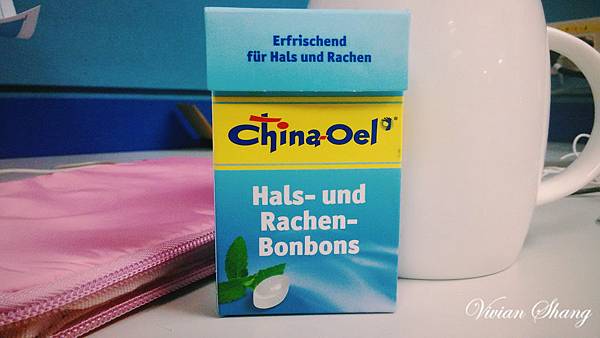 Erfrischend
für Hals und Rachen
China-Oel®
Hals- und
Rachen-
Bonbons
Vivian Shang